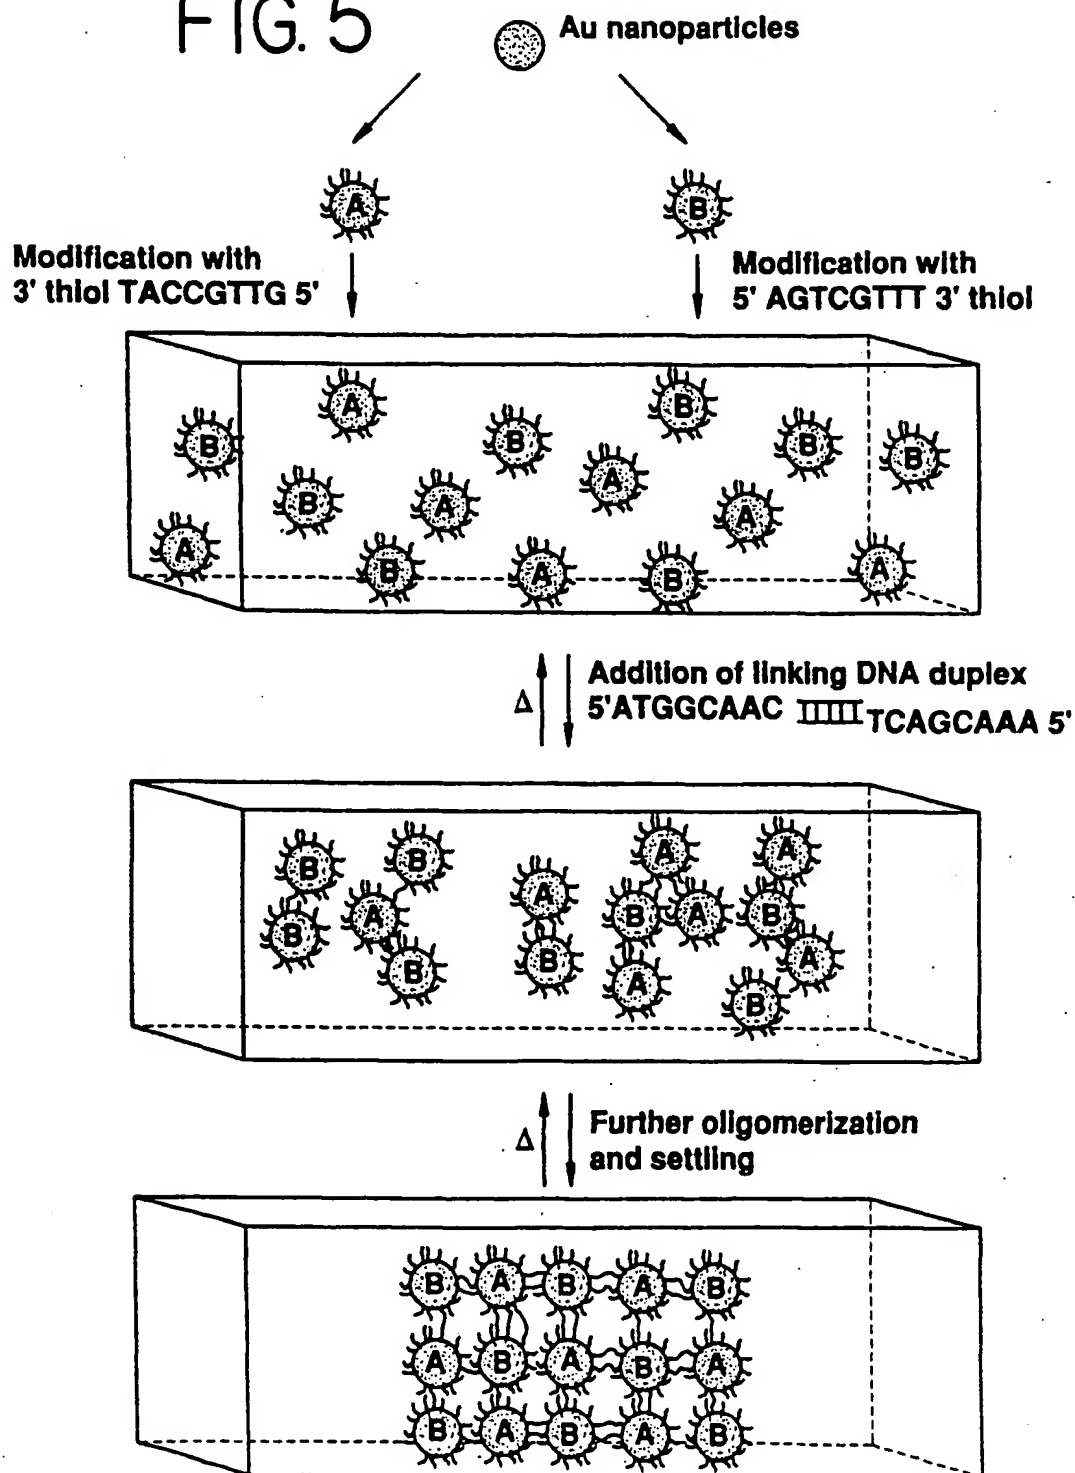 FIG. 5
Au nanoparticles
A
B
Modification with
3' thiol TACCGTTG 5'
Modification with
5' AGTCGTTT 3' thiol
A
B
B
B
B
B
A
B
A
A
A
B
A
B
A
Addition of linking DNA duplex
Δ
5'ATGGCAAC
TCAGCAAA 5'
B
B
A
A
A
B
A
B
A
B
B
B
A
A
B
Further oligomerization
Δ
and settling
B A B A B
A B A B A
B A B A B